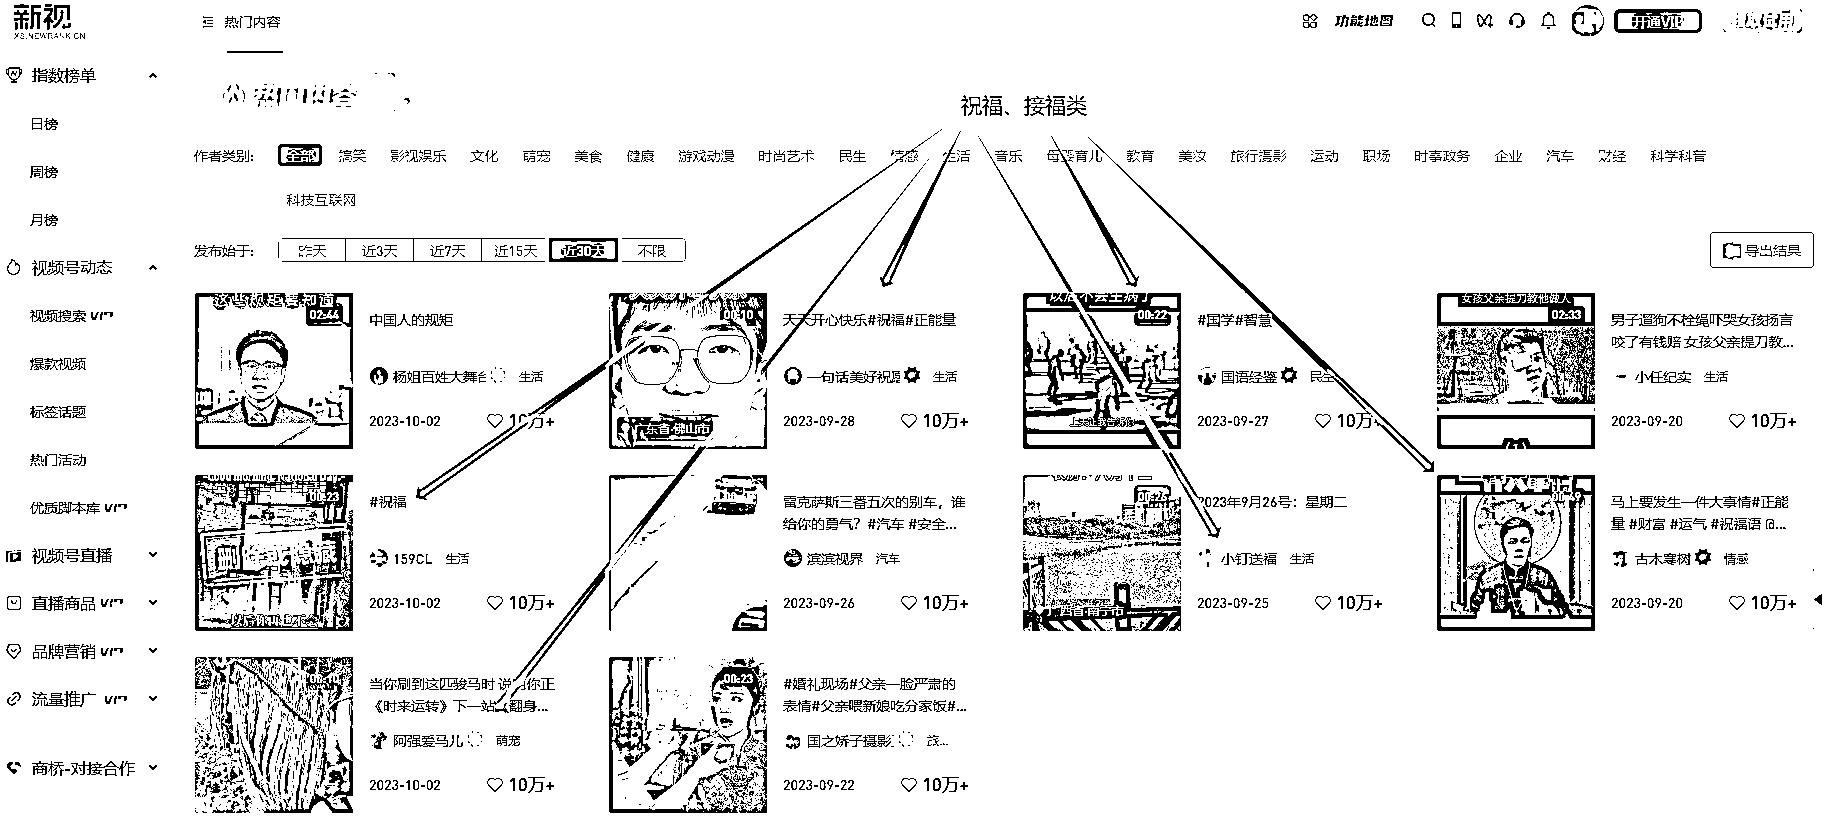 新视
XS.NEWRANK.CN
热门内容
功能地图
开通VIP
指数榜单
日榜
周榜
月榜
视频号动态
视频搜索 VIP
爆款视频
标签话题
热门活动
优质脚本库 VIP
视频号直播
直播商品 VIP
品牌营销 VIP
流量推广 VIP
商桥-对接合作
祝福、接福类
作者类别: 全部 搞笑 影视娱乐 文化 萌宠 美食 健康 游戏动漫 时尚艺术 民生 情感 生活 音乐 母婴育儿 教育 美妆 旅行摄影 运动 职场 时事政务 企业 汽车 财经 科学科普
科技互联网
发布始于: 昨天 近3天 近7天 近15天 近30天 不限
导出结果
这些规矩要知道
02:44
中国人的规矩
杨姐百姓大舞台 生活
2023-10-02 10万+
00:10
天天开心快乐#祝福#正能量
一句话美好祝愿 生活
2023-09-28 10万+
00:22
#国学#智慧
国语经鉴 民生
2023-09-27 10万+
女孩父亲提刀教他做人
02:33
男子遛狗不栓绳吓哭女孩扬言
咬了有钱赔 女孩父亲提刀教...
小任纪实 生活
2023-09-20 10万+
00:23
#祝福
159CL 生活
2023-10-02 10万+
雷克萨斯三番五次的别车，谁
给你的勇气？#汽车 #安全...
滨滨视界 汽车
2023-09-26 10万+
2023年9月26号：星期二
小钉送福 生活
2023-09-25 10万+
马上要发生一件大事情#正能
量 #财富 #运气 #祝福语 @...
古木寒树 情感
2023-09-20 10万+
当你刷到这匹骏马时 说明你正
《时来运转》下一站《翻身...
阿强爱马儿 萌宠
2023-10-02 10万+
00:23
#婚礼现场#父亲一脸严肃的
表情#父亲喂新娘吃分家饭#...
国之娇子摄影 旅...
2023-09-22 10万+